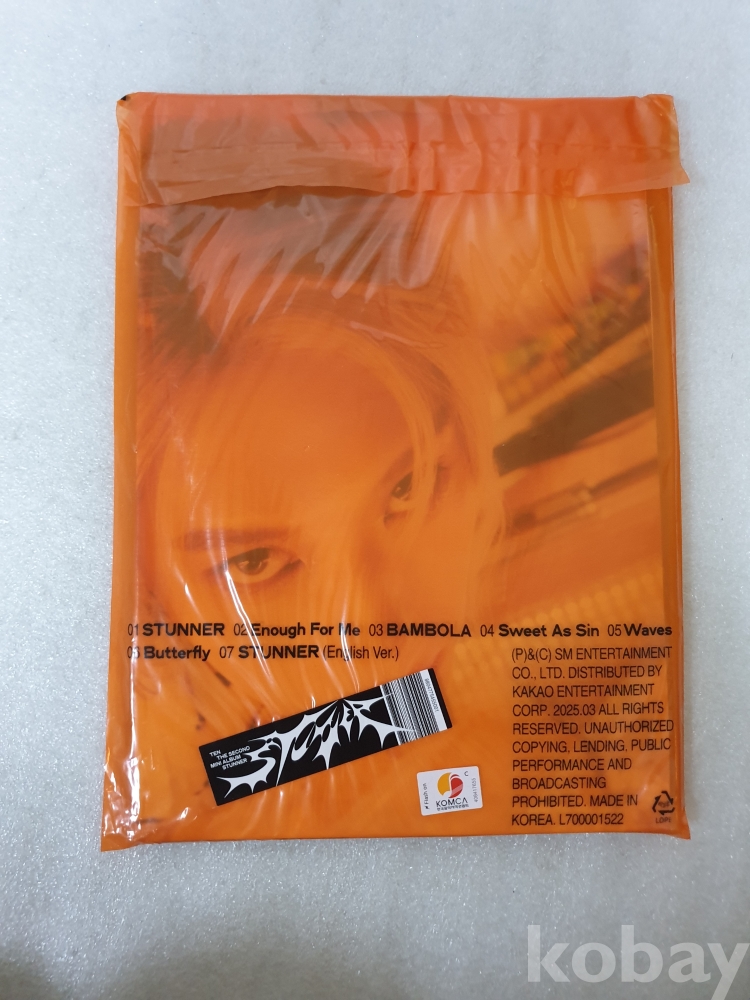 01 STUNNER 02 Enough For Me 03 BAMBOLA 04 Sweet As Sin 05 Waves
06 Butterfly 07 STUNNER (English Ver.)
(P)&(C) SM ENTERTAINMENT
CO., LTD. DISTRIBUTED BY
KAKAO ENTERTAINMENT
CORP. 2025.03 ALL RIGHTS
RESERVED. UNAUTHORIZED
COPYING, LENDING, PUBLIC
PERFORMANCE AND
BROADCASTING
PROHIBITED. MADE IN
KOREA. L700001522
TEN
THE SECOND
MINI ALBUM
STUNNER
Flash on
C
KOMCA
LDPE
kobay